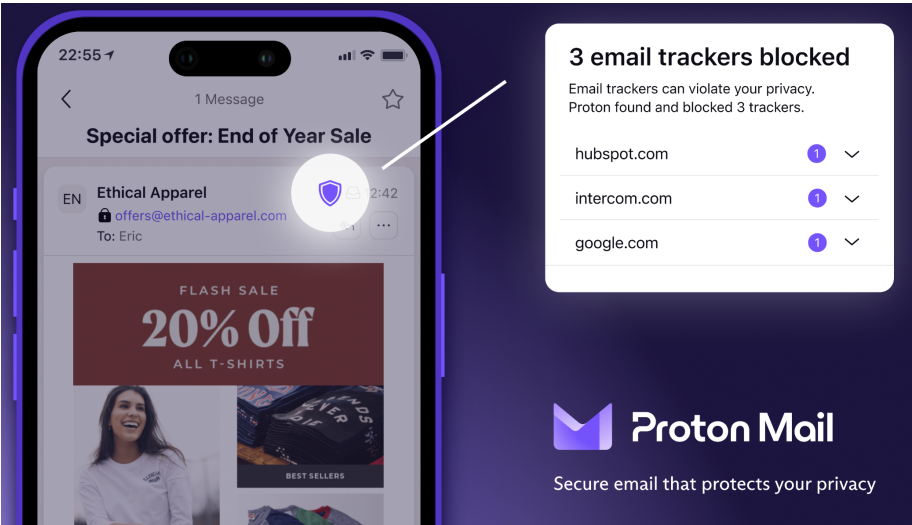 22:55
1 Message
Special offer: End of Year Sale
EN
Ethical Apparel
12:42
offers@ethical-apparel.com
To: Eric
FLASH SALE
20% Off
ALL T-SHIRTS
BEST SELLERS
3 email trackers blocked
Email trackers can violate your privacy.
Proton found and blocked 3 trackers.
hubspot.com 1
intercom.com 1
google.com 1
Proton Mail
Secure email that protects your privacy